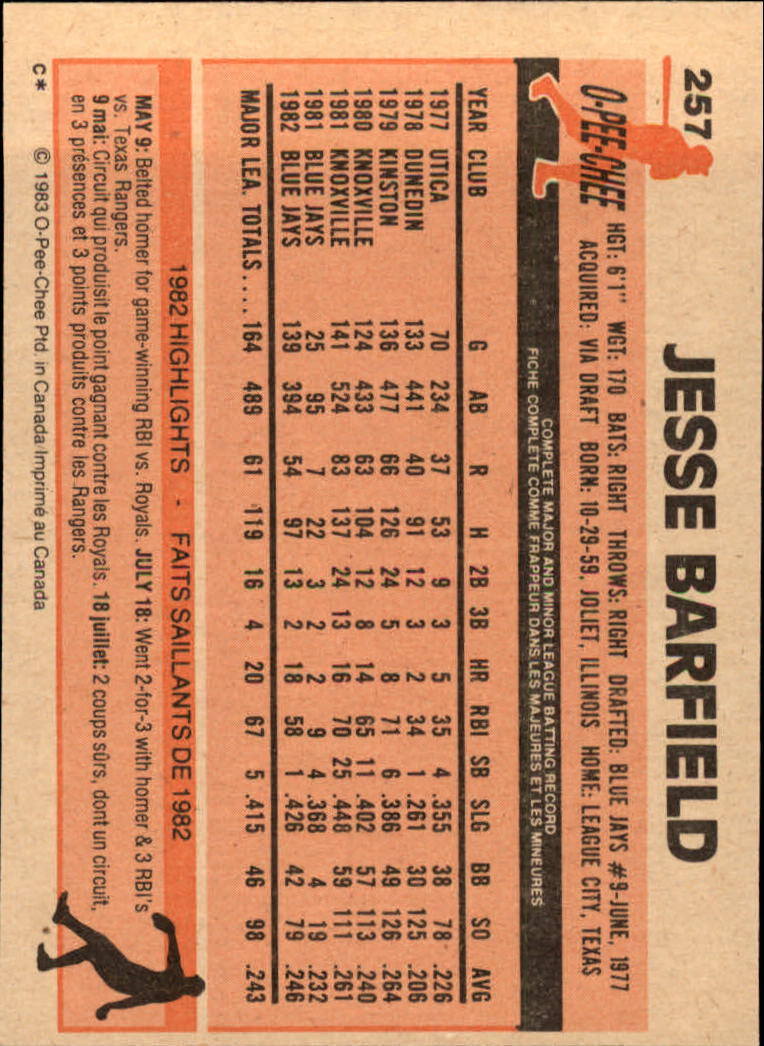 257
JESSE BARFIELD
O-PEE-CHEE
HGT: 6'1" WGT: 170 BATS: RIGHT THROWS: RIGHT DRAFTED: BLUE JAYS #9-JUNE, 1977
ACQUIRED: VIA DRAFT BORN: 10-29-59, JOLIET, ILLINOIS HOME: LEAGUE CITY, TEXAS
COMPLETE MAJOR AND MINOR LEAGUE BATTING RECORD
FICHE COMPLÈTE COMME FRAPPEUR DANS LES MAJEURES ET LES MINEURES
YEAR CLUB G AB R H 2B 3B HR RBI SB SLG BB SO AVG
1977 UTICA 70 234 37 53 9 3 5 35 4 .355 38 78 .226
1978 DUNEDIN 133 441 40 91 12 3 2 34 1 .261 30 125 .206
1979 KINSTON 136 477 66 126 24 5 8 71 6 .386 49 126 .264
1980 KNOXVILLE 124 433 63 104 12 8 14 65 11 .402 57 113 .240
1981 KNOXVILLE 141 524 83 137 24 13 16 70 25 .448 59 111 .261
1981 BLUE JAYS 25 95 7 22 3 2 2 9 4 .368 4 19 .232
1982 BLUE JAYS 139 394 54 97 13 2 18 58 1 .426 42 79 .246
MAJOR LEA. TOTALS.... 164 489 61 119 16 4 20 67 5 .415 46 98 .243
1982 HIGHLIGHTS - FAITS SAILLANTS DE 1982
MAY 9: Belted homer for game-winning RBI vs. Royals. JULY 18: Went 2-for-3 with homer & 3 RBI's
vs. Texas Rangers.
9 mai: Circuit qui produisit le point gagnant contre les Royals. 18 juillet: 2 coups sûrs, dont un circuit,
en 3 présences et 3 points produits contre les Rangers.
C* © 1983 O-Pee-Chee Ptd. in Canada Imprimé au Canada